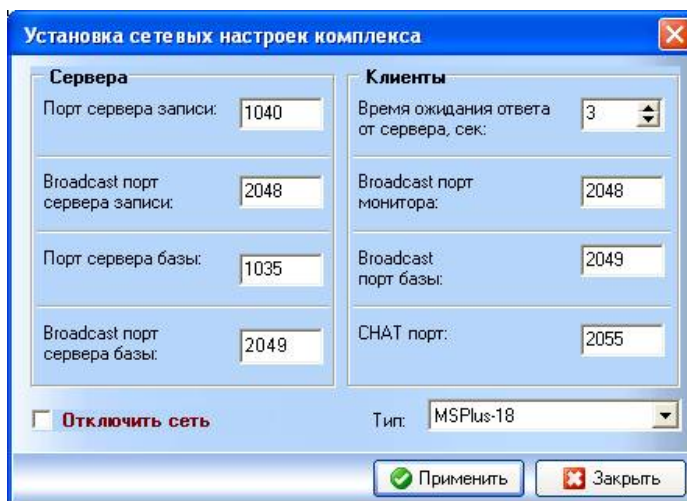 Установка сетевых настроек комплекса
Сервера
Порт сервера записи:
1040
Broadcast порт
сервера записи:
2048
Порт сервера базы:
1035
Broadcast порт
сервера базы:
2049
Клиенты
Время ожидания ответа
от сервера, сек:
3
Broadcast порт
монитора:
2048
Broadcast
порт базы:
2049
CHAT порт:
2055
Отключить сеть
Тип:
MSPlus-18
Применить
Закрыть